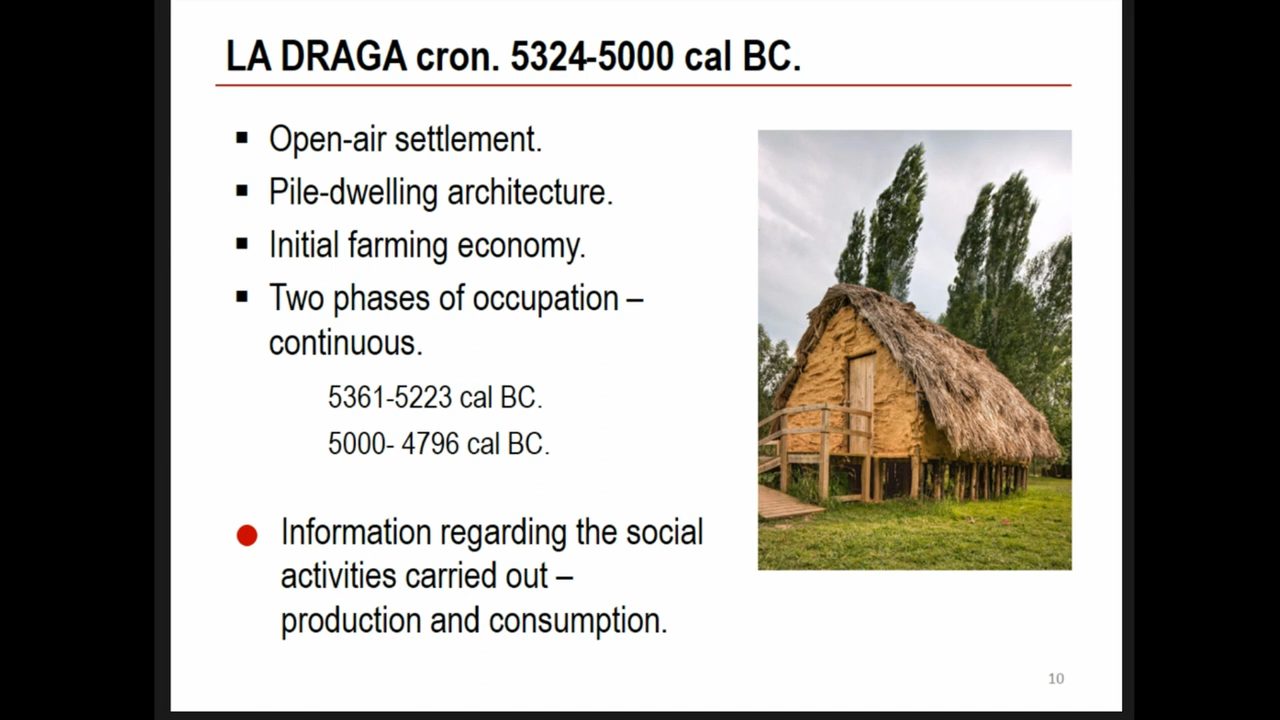 LA DRAGA cron. 5324-5000 cal BC.
▪ Open-air settlement.
▪ Pile-dwelling architecture.
▪ Initial farming economy.
▪ Two phases of occupation –
continuous.
5361-5223 cal BC.
5000- 4796 cal BC.
● Information regarding the social
activities carried out –
production and consumption.
10